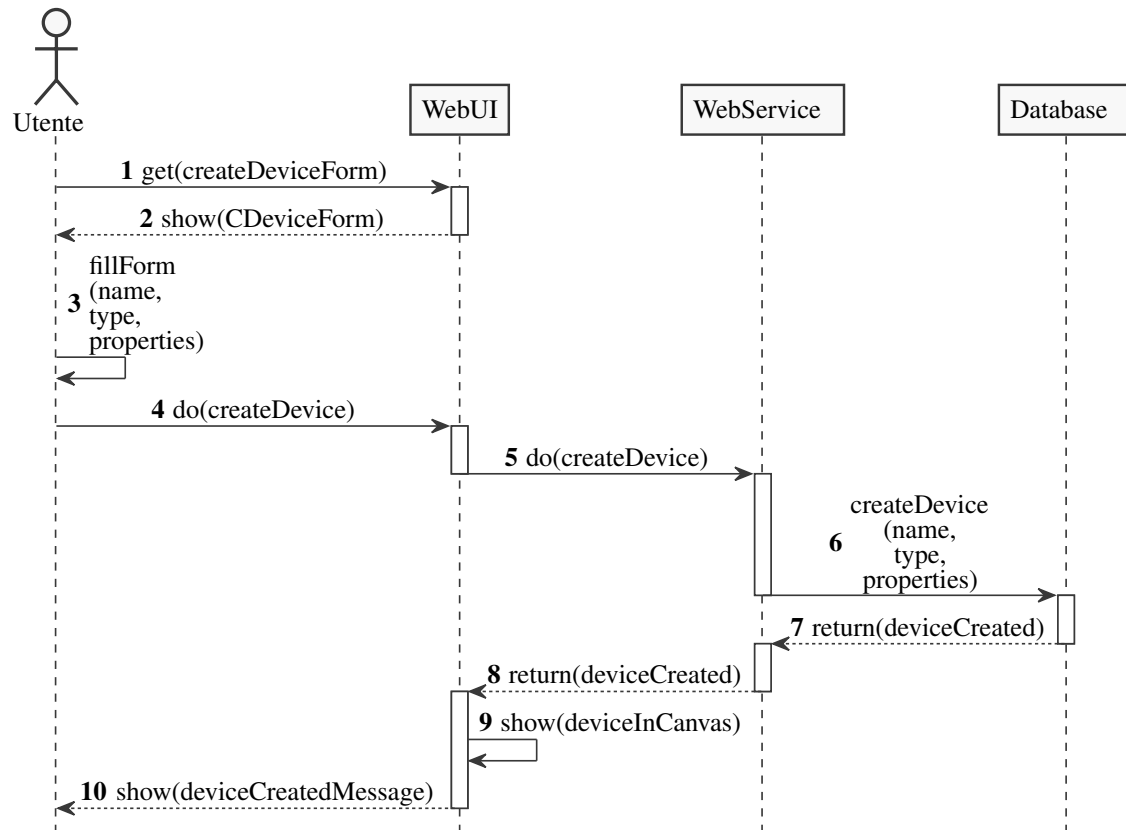 Utente
WebUI
WebService
Database
1 get(createDeviceForm)
2 show(CDeviceForm)
fillForm
3 (name,
type,
properties)
4 do(createDevice)
5 do(createDevice)
createDevice
6 (name,
type,
properties)
7 return(deviceCreated)
8 return(deviceCreated)
9 show(deviceInCanvas)
10 show(deviceCreatedMessage)